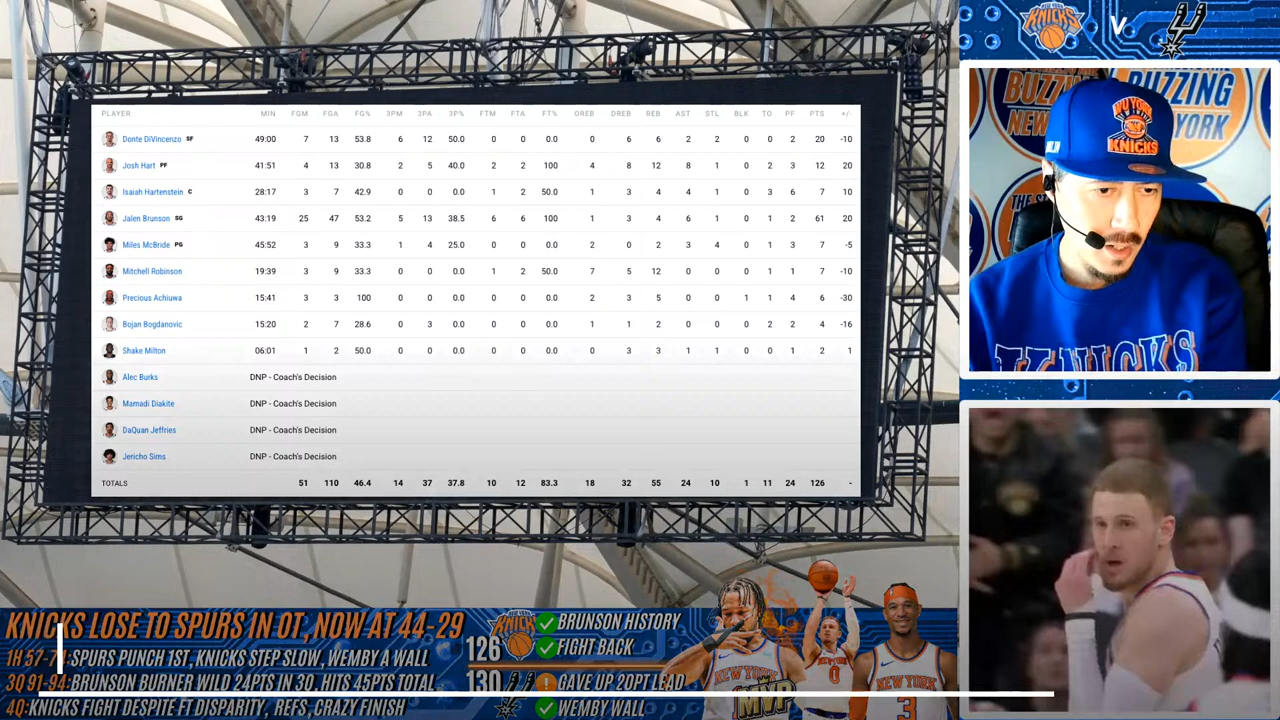 PLAYER MIN FGM FGA FG% 3PM 3PA 3P% FTM FTA FT% OREB DREB REB AST STL BLK TO PF PTS +/-
Donte DiVincenzo SF 49:00 7 13 53.8 6 12 50.0 0 0 0.0 0 6 6 2 2 0 0 2 20 -10
Josh Hart PF 41:51 4 13 30.8 2 5 40.0 2 2 100 4 8 12 8 1 0 2 3 12 20
Isaiah Hartenstein C 28:17 3 7 42.9 0 0 0.0 1 2 50.0 1 3 4 4 1 0 3 6 7 10
Jalen Brunson SG 43:19 25 47 53.2 5 13 38.5 6 6 100 1 3 4 6 1 0 1 2 61 20
Miles McBride PG 45:52 3 9 33.3 1 4 25.0 0 0 0.0 2 0 2 3 4 0 1 3 7 -5
Mitchell Robinson 19:39 3 9 33.3 0 0 0.0 1 2 50.0 7 5 12 0 0 0 1 1 7 -10
Precious Achiuwa 15:41 3 3 100 0 0 0.0 0 0 0.0 2 3 5 0 0 1 1 4 6 -30
Bojan Bogdanovic 15:20 2 7 28.6 0 3 0.0 0 0 0.0 1 1 2 0 0 0 2 2 4 -16
Shake Milton 06:01 1 2 50.0 0 0 0.0 0 0 0.0 0 3 3 1 1 0 0 1 2 1
Alec Burks DNP - Coach's Decision
Mamadi Diakite DNP - Coach's Decision
DaQuan Jeffries DNP - Coach's Decision
Jericho Sims DNP - Coach's Decision
TOTALS 51 110 46.4 14 37 37.8 10 12 83.3 18 32 55 24 10 1 11 24 126 -
KNICKS V
BUZZING BUZZING
NEW YORK
THE
NEW YORK
KNICKS
KNICKS
KNICKS LOSE TO SPURS IN OT, NOW AT 44-29
SPURS PUNCH 1ST, KNICKS STEP SLOW, WEMBY A WALL
3Q 91-94: BRUNSON BURNER WILD 24PTS IN 3Q, HITS 45PTS TOTAL
4Q: KNICKS FIGHT DESPITE FT DISPARITY, REFS, CRAZY FINISH
126 KNICKS
130
BRUNSON HISTORY
FIGHT BACK
GAVE UP 20PT LEAD
WEMBY WALL
NEW YORK
MVP
0
NEW YORK
3